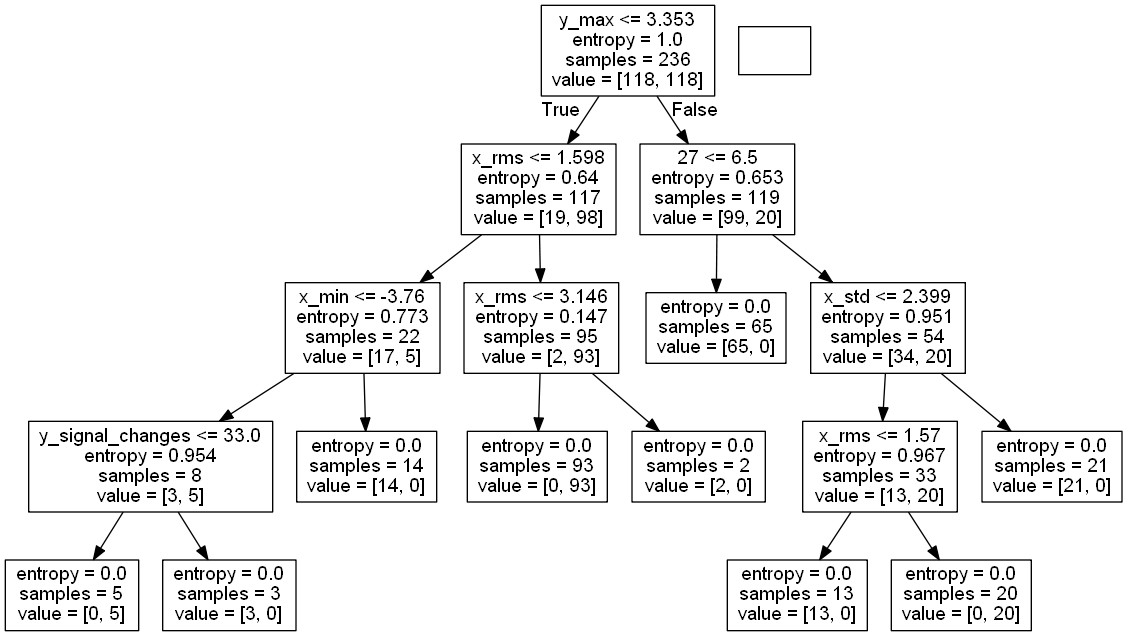 y_max <= 3.353
entropy = 1.0
samples = 236
value = [118, 118]
True
False
x_rms <= 1.598
entropy = 0.64
samples = 117
value = [19, 98]
27 <= 6.5
entropy = 0.653
samples = 119
value = [99, 20]
x_min <= -3.76
entropy = 0.773
samples = 22
value = [17, 5]
x_rms <= 3.146
entropy = 0.147
samples = 95
value = [2, 93]
entropy = 0.0
samples = 65
value = [65, 0]
x_std <= 2.399
entropy = 0.951
samples = 54
value = [34, 20]
y_signal_changes <= 33.0
entropy = 0.954
samples = 8
value = [3, 5]
entropy = 0.0
samples = 14
value = [14, 0]
entropy = 0.0
samples = 93
value = [0, 93]
entropy = 0.0
samples = 2
value = [2, 0]
x_rms <= 1.57
entropy = 0.967
samples = 33
value = [13, 20]
entropy = 0.0
samples = 21
value = [21, 0]
entropy = 0.0
samples = 5
value = [0, 5]
entropy = 0.0
samples = 3
value = [3, 0]
entropy = 0.0
samples = 13
value = [13, 0]
entropy = 0.0
samples = 20
value = [0, 20]